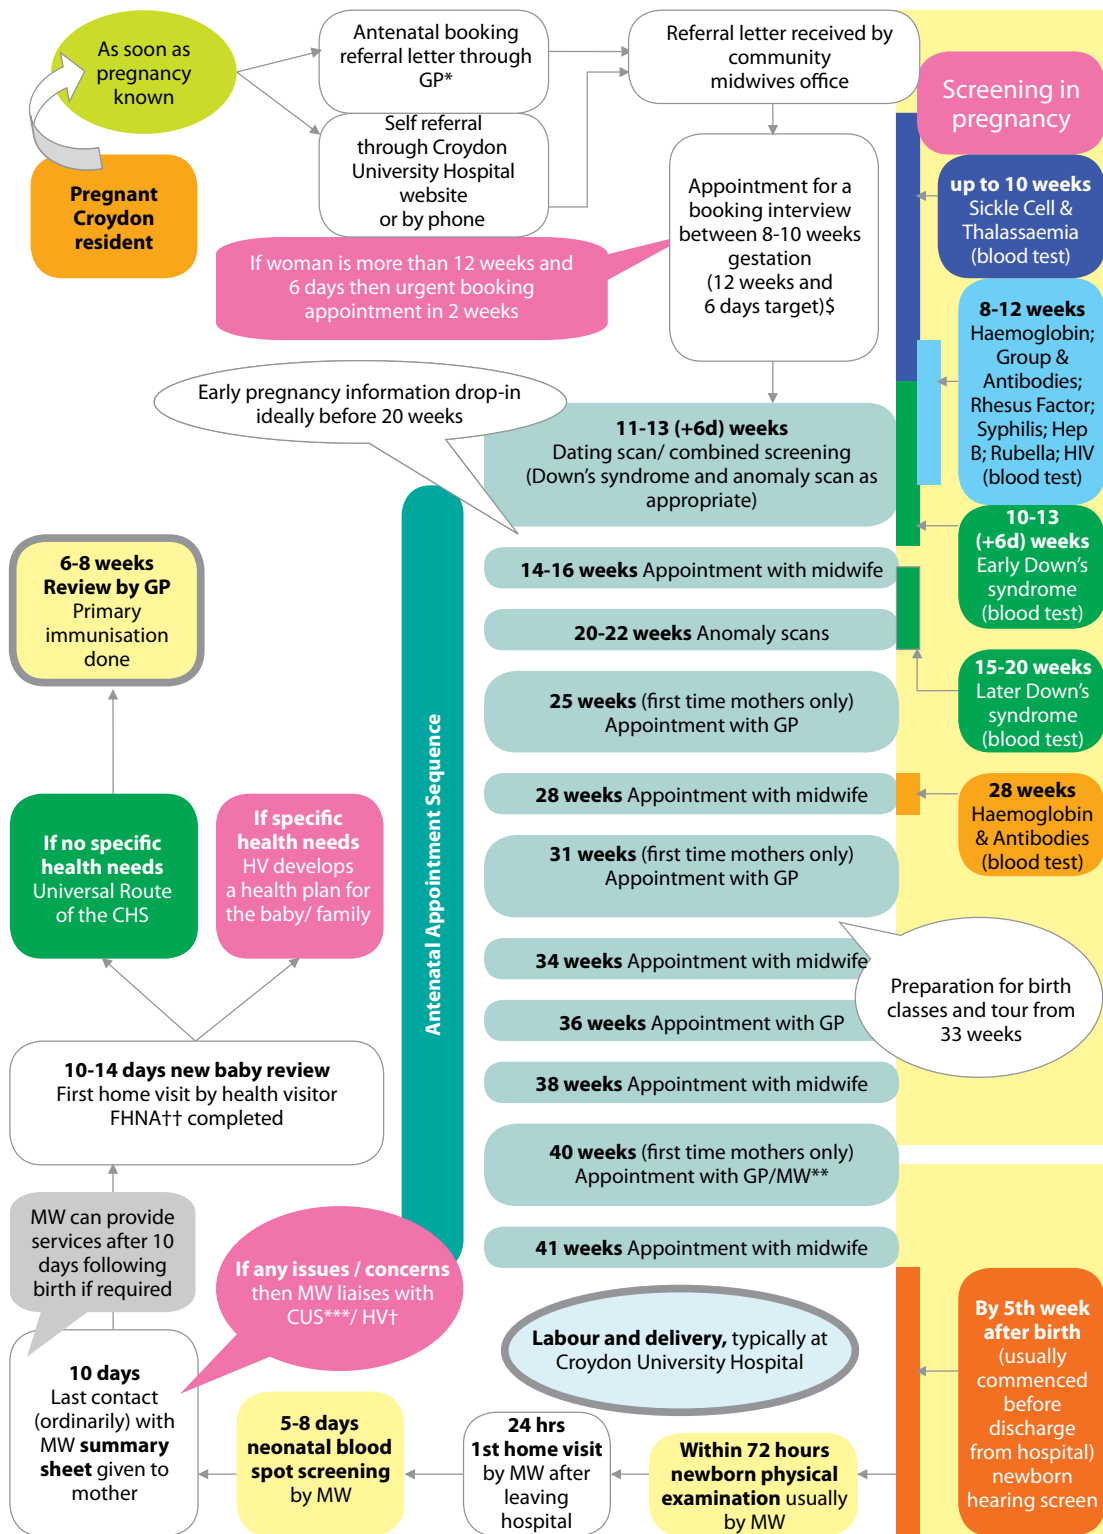 As soon as
pregnancy
known
Pregnant
Croydon
resident
Antenatal booking
referral letter through
GP*
Self referral
through Croydon
University Hospital
website
or by phone
Referral letter received by
community
midwives office
Appointment for a
booking interview
between 8-10 weeks
gestation
(12 weeks and
6 days target)$
If woman is more than 12 weeks and
6 days then urgent booking
appointment in 2 weeks
Early pregnancy information drop-in
ideally before 20 weeks
Screening in
pregnancy
up to 10 weeks
Sickle Cell &
Thalassaemia
(blood test)
8-12 weeks
Haemoglobin;
Group &
Antibodies;
Rhesus Factor;
Syphilis; Hep
B; Rubella; HIV
(blood test)
10-13
(+6d) weeks
Early Down's
syndrome
(blood test)
15-20 weeks
Later Down's
syndrome
(blood test)
28 weeks
Haemoglobin
& Antibodies
(blood test)
Antenatal Appointment Sequence
11-13 (+6d) weeks
Dating scan/ combined screening
(Down's syndrome and anomaly scan as
appropriate)
14-16 weeks Appointment with midwife
20-22 weeks Anomaly scans
25 weeks (first time mothers only)
Appointment with GP
28 weeks Appointment with midwife
31 weeks (first time mothers only)
Appointment with GP
34 weeks Appointment with midwife
36 weeks Appointment with GP
38 weeks Appointment with midwife
40 weeks (first time mothers only)
Appointment with GP/MW**
41 weeks Appointment with midwife
Preparation for birth
classes and tour from
33 weeks
Labour and delivery, typically at
Croydon University Hospital
By 5th week
after birth
(usually
commenced
before
discharge
from hospital)
newborn
hearing screen
Within 72 hours
newborn physical
examination usually
by MW
24 hrs
1st home visit
by MW after
leaving
hospital
5-8 days
neonatal blood
spot screening
by MW
10 days
Last contact
(ordinarily) with
MW summary
sheet given to
mother
If any issues / concerns
then MW liaises with
CUS***/ HV†
MW can provide
services after 10
days following
birth if required
10-14 days new baby review
First home visit by health visitor
FHNA†† completed
If no specific
health needs
Universal Route
of the CHS
If specific
health needs
HV develops
a health plan for
the baby/ family
6-8 weeks
Review by GP
Primary
immunisation
done